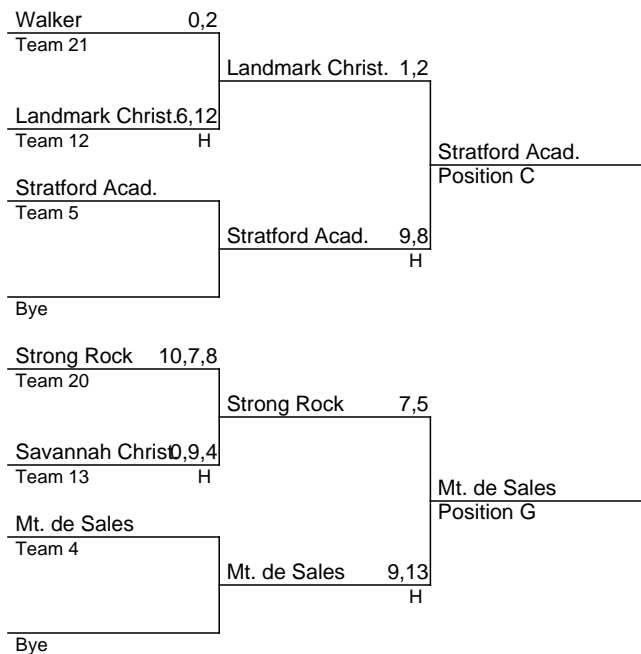 Walker 0,2
Team 21
Landmark Christ. 1,2
Landmark Christ. 6,12
Team 12 H
Stratford Acad.
Position C
Stratford Acad.
Team 5
Stratford Acad. 9,8
H
Bye
Strong Rock 10,7,8
Team 20
Strong Rock 7,5
Savannah Christ. 0,9,4
Team 13 H
Mt. de Sales
Position G
Mt. de Sales
Team 4
Mt. de Sales 9,13
H
Bye